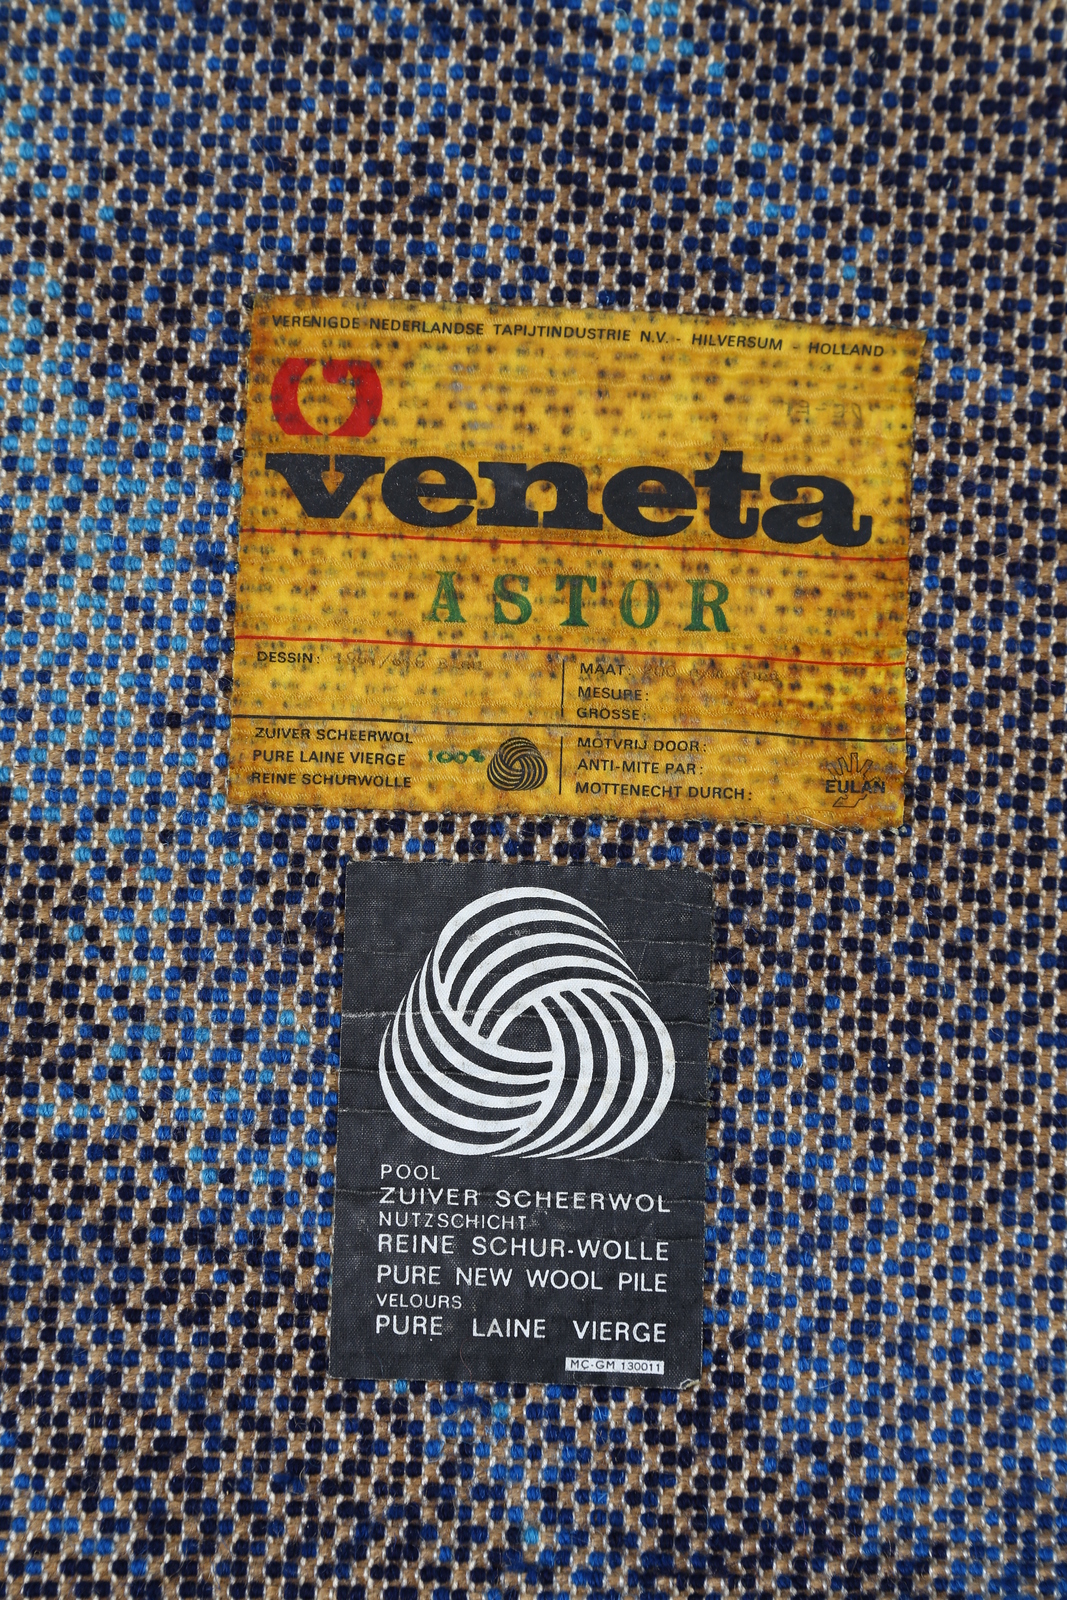 VERENIGDE NEDERLANDSE TAPIJTINDUSTRIE N.V. - HILVERSUM - HOLLAND
veneta
ASTOR
DESSIN:
MAAT:
MESURE:
GRÖSSE:
ZUIVER SCHEERWOL
PURE LAINE VIERGE 100%
REINE SCHURWOLLE
MOTVRIJ DOOR:
ANTI-MITE PAR:
MOTTENECHT DURCH:
EULAN
POOL
ZUIVER SCHEERWOL
NUTZSCHICHT
REINE SCHUR-WOLLE
PURE NEW WOOL PILE
VELOURS
PURE LAINE VIERGE
MC-GM 130011